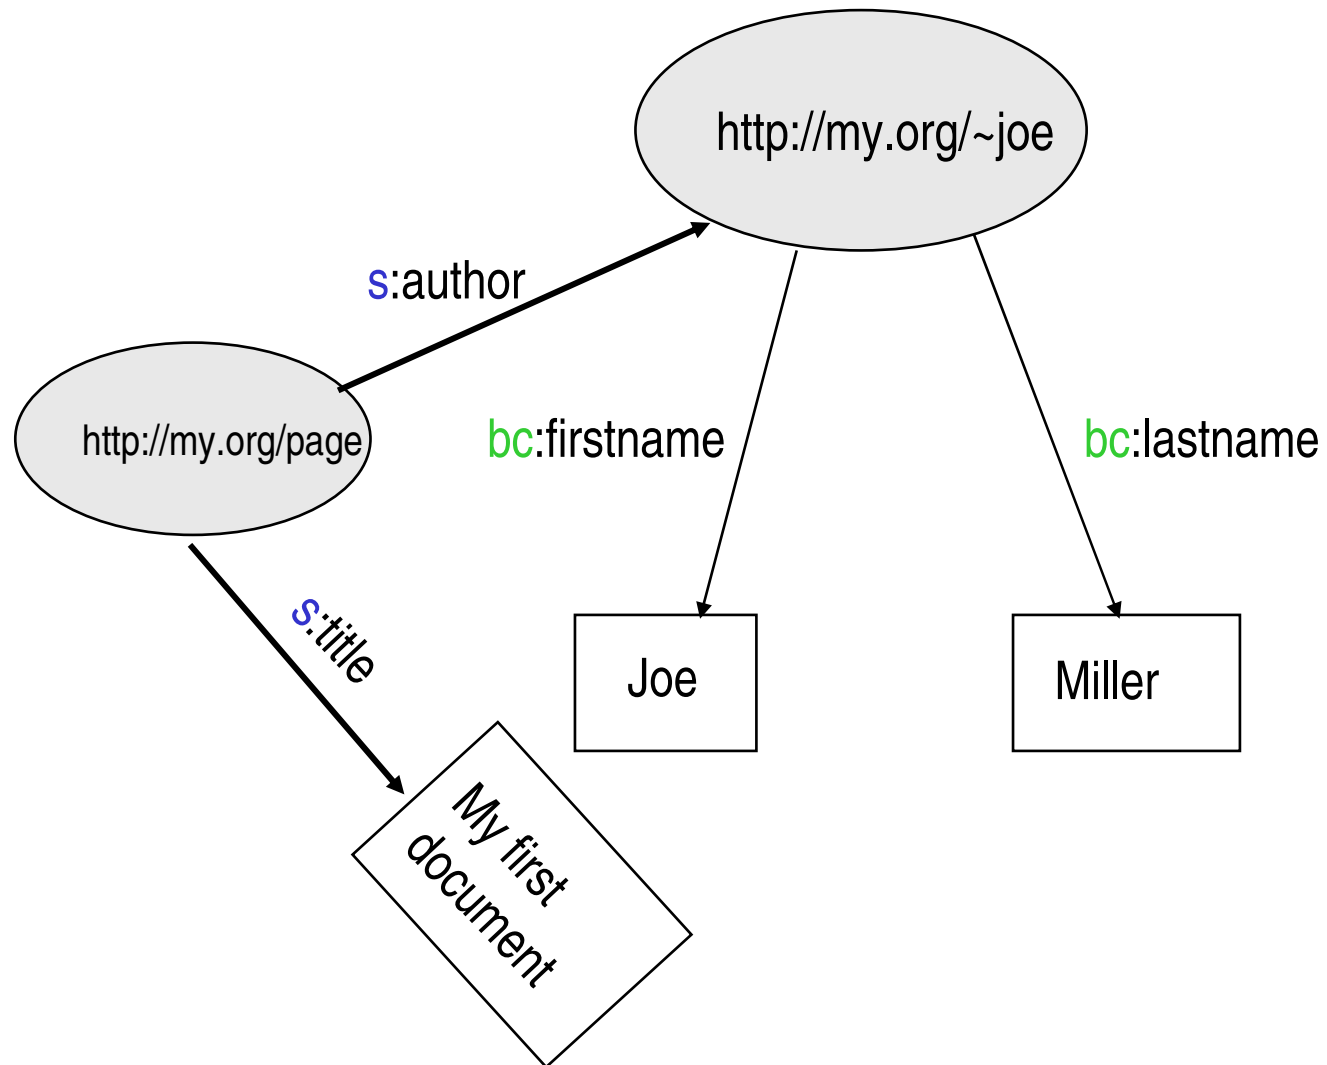 http://my.org/~joe
s:author
http://my.org/page
bc:firstname
bc:lastname
s:title
Joe
Miller
My first
document